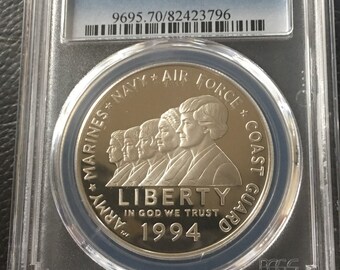 9695.70/82423796
ARMY ★ MARINES ★ NAVY ★ AIR FORCE ★ COAST GUARD
LIBERTY
IN GOD WE TRUST
1994